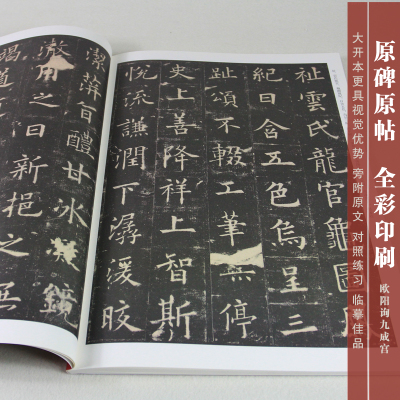 原碑原帖 全彩印刷
欧阳询九成宫
大开本更具视觉优势 旁附原文 对照练习 临摹佳品
祉雲氏龍官龜圖
紀日含五色烏呈三
趾頌不輟工筆無停
史上善降祥上智斯
悅流謙潤下潺湲皎
潔蓱旨醴甘冰凝鏡
澈用之日新挹之無
竭道